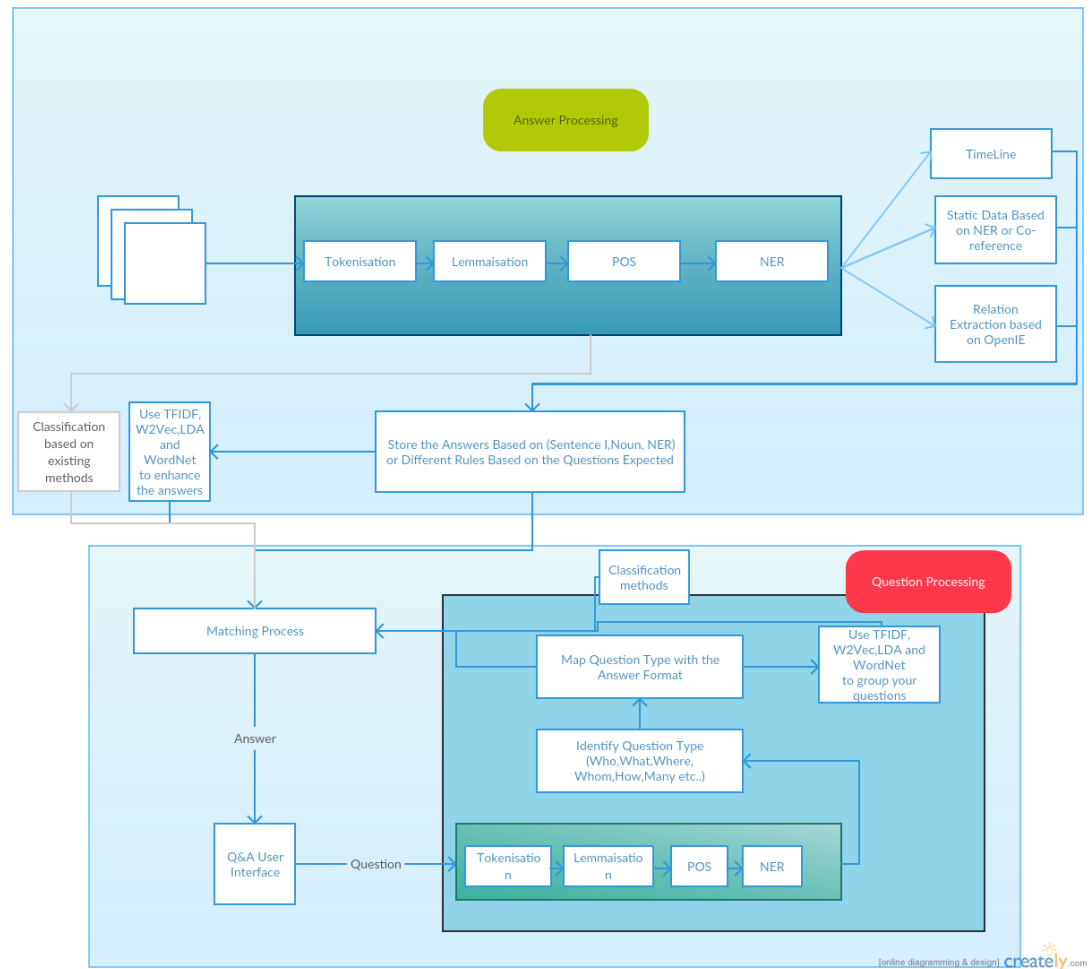 Answer Processing
TimeLine
Static Data Based
on NER or Co-
reference
Tokenisation
Lemmaisation
POS
NER
Relation
Extraction based
on OpenIE
Classification
based on
existing
methods
Use TFIDF,
W2Vec,LDA
and
WordNet
to enhance
the answers
Store the Answers Based on (Sentence I,Noun, NER)
or Different Rules Based on the Questions Expected
Classification
methods
Question Processing
Matching Process
Map Question Type with the
Answer Format
Use TFIDF,
W2Vec,LDA and
WordNet
to group your
questions
Answer
Identify Question Type
(Who,What,Where,
Whom,How,Many etc..)
Q&A User
Interface
Question
Tokenisatio
n
Lemmaisatio
n
POS
NER
[online diagramming & design] creately.com